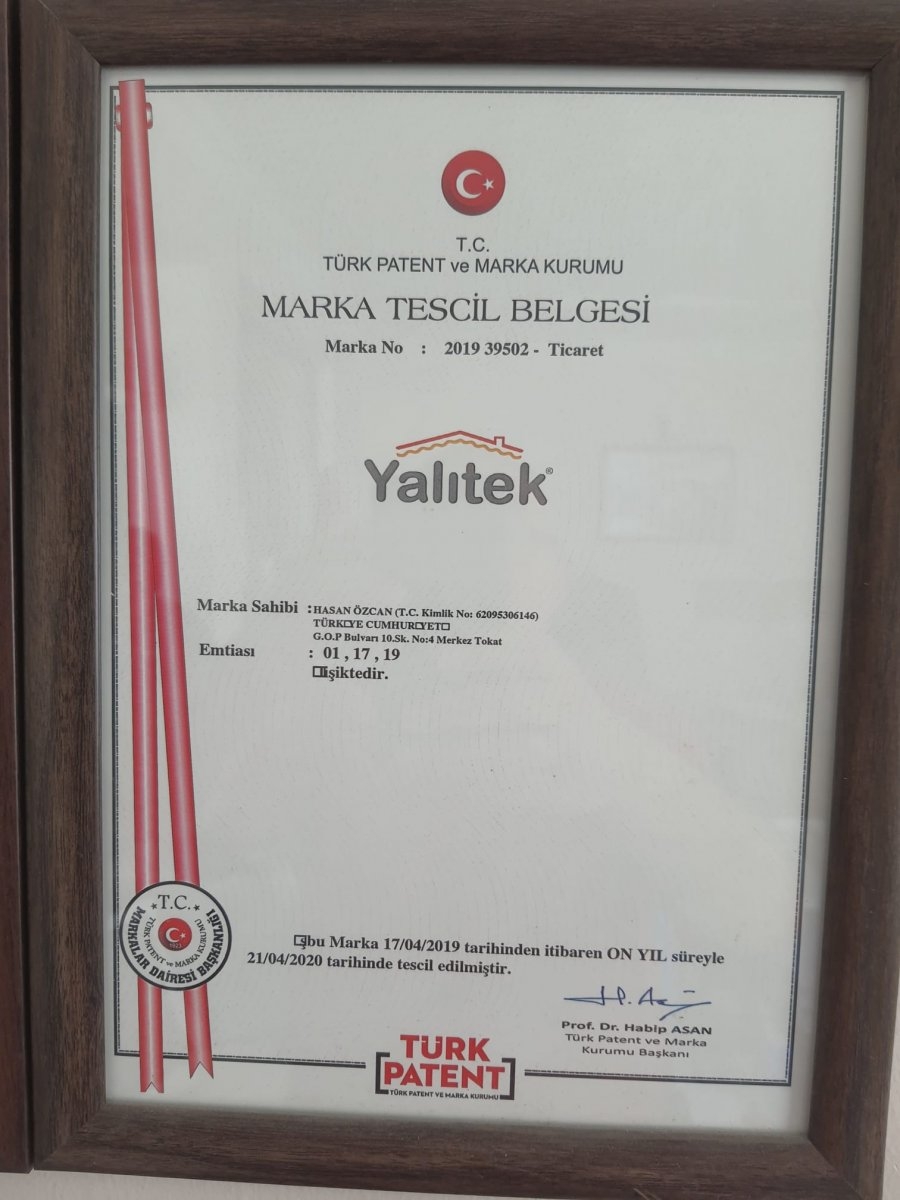 T.C.
TÜRK PATENT ve MARKA KURUMU
MARKA TESCİL BELGESİ
Marka No : 2019 39502 - Ticaret
Yalıtek®
Marka Sahibi : HASAN ÖZCAN (T.C. Kimlik No: 62095306146)
TÜRK□YE CUMHUR□YET□
G.O.P Bulvarı 10.Sk. No:4 Merkez Tokat
Emtiası : 01 , 17 , 19
□lişiktedir.
□şbu Marka 17/04/2019 tarihinden itibaren ON YIL süreyle
21/04/2020 tarihinde tescil edilmiştir.
Prof. Dr. Habip ASAN
Türk Patent ve Marka
Kurumu Başkanı
★ T.C. ★
TÜRK PATENT ve MARKA KURUMU
1923
MARKALAR DAİRESİ BAŞKANLIĞI
TÜRK
PATENT
TÜRK PATENT VE MARKA KURUMU